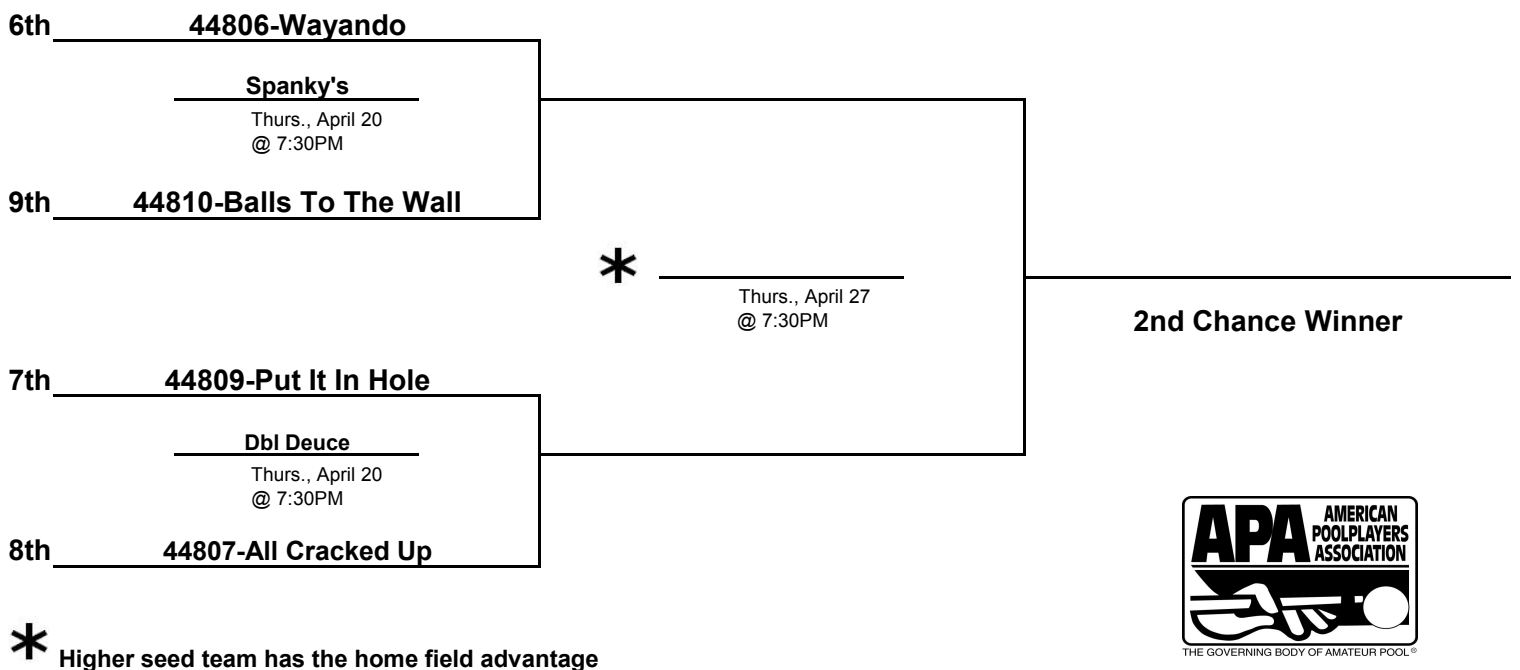 6th 44806-Wayando
Spanky's
Thurs., April 20
@ 7:30PM
9th 44810-Balls To The Wall
*
Thurs., April 27
@ 7:30PM
2nd Chance Winner
7th 44809-Put It In Hole
Dbl Deuce
Thurs., April 20
@ 7:30PM
8th 44807-All Cracked Up
* Higher seed team has the home field advantage
APA AMERICAN
POOLPLAYERS
ASSOCIATION
THE GOVERNING BODY OF AMATEUR POOL®